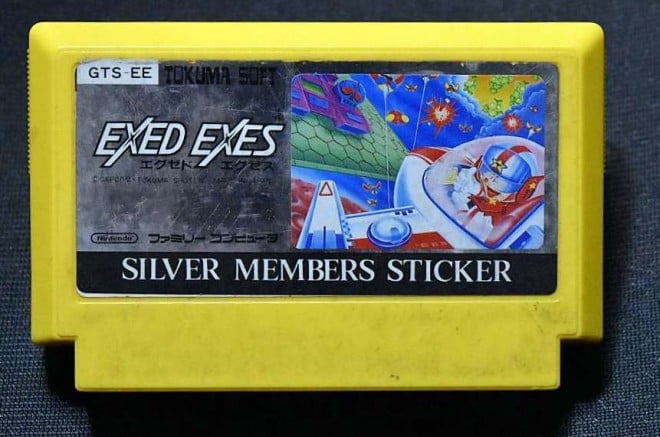 GTS-EE TOKUMA SOFT
EXED EXES
エグゼド エグゼス
Nintendo ファミリー コンピュータ
SILVER MEMBERS STICKER